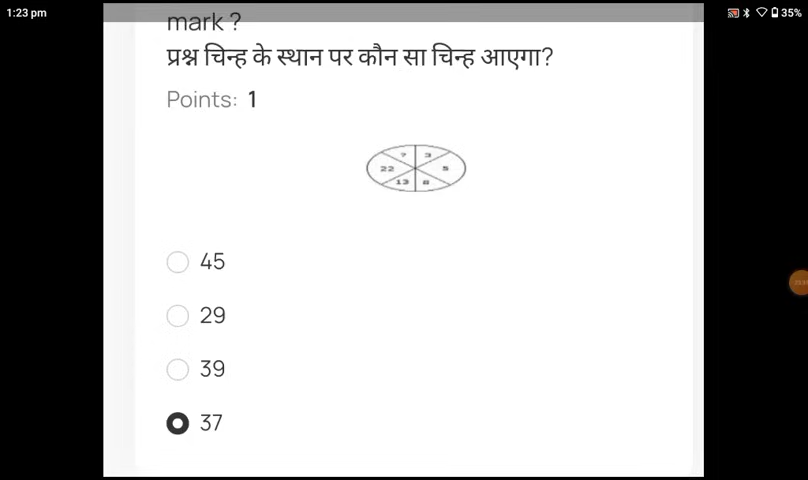 1:23 pm
35%
mark ?
प्रश्न चिन्ह के स्थान पर कौन सा चिन्ह आएगा?
Points: 1
? 3
22 5
13 8
45
29
39
37